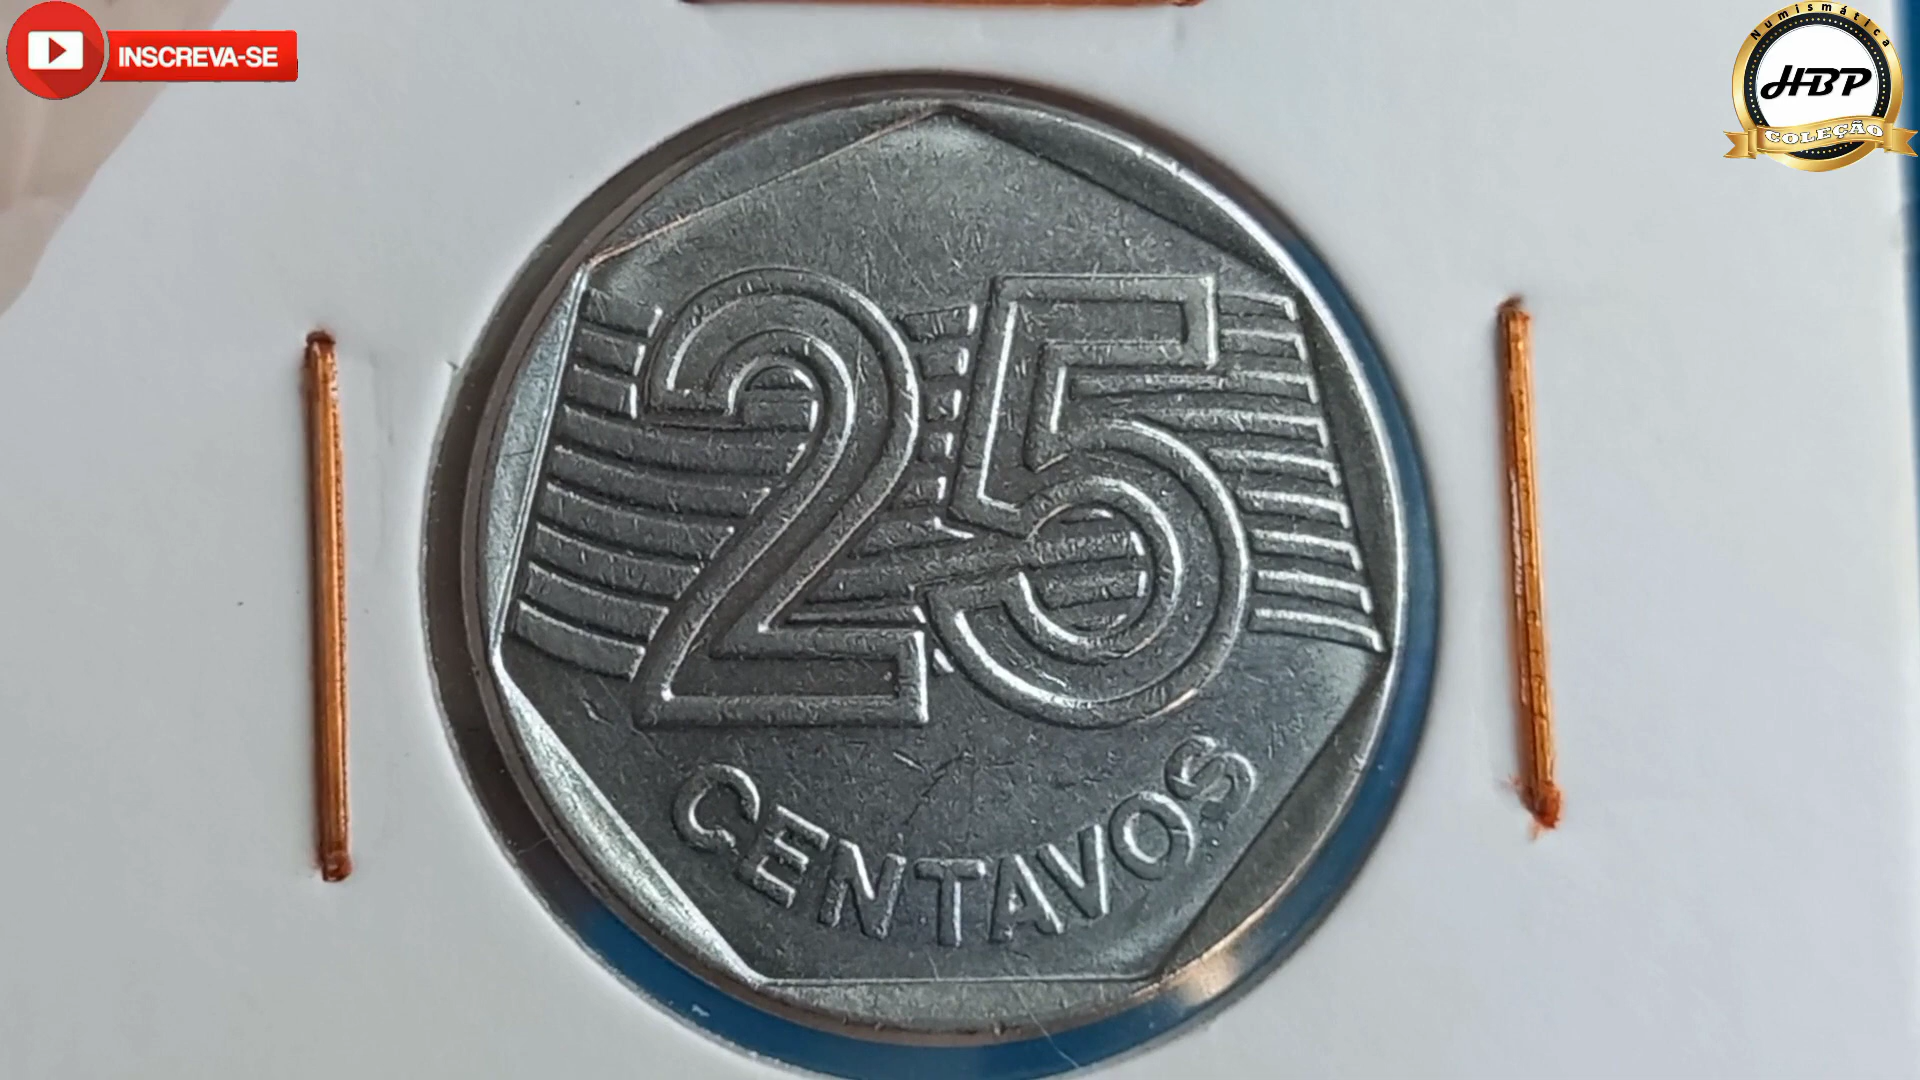 INSCREVA-SE
Numismática
HBP
COLEÇÃO
25
CENTAVOS